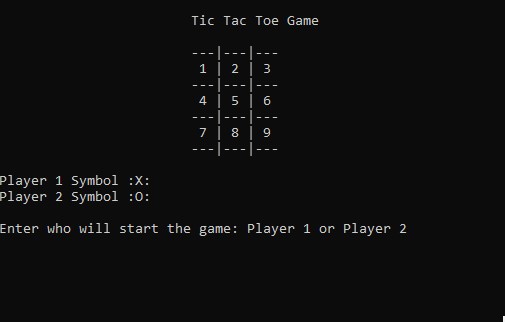 Tic Tac Toe Game
---|---|---
1 | 2 | 3
---|---|---
4 | 5 | 6
---|---|---
7 | 8 | 9
---|---|---
Player 1 Symbol :X:
Player 2 Symbol :O:
Enter who will start the game: Player 1 or Player 2